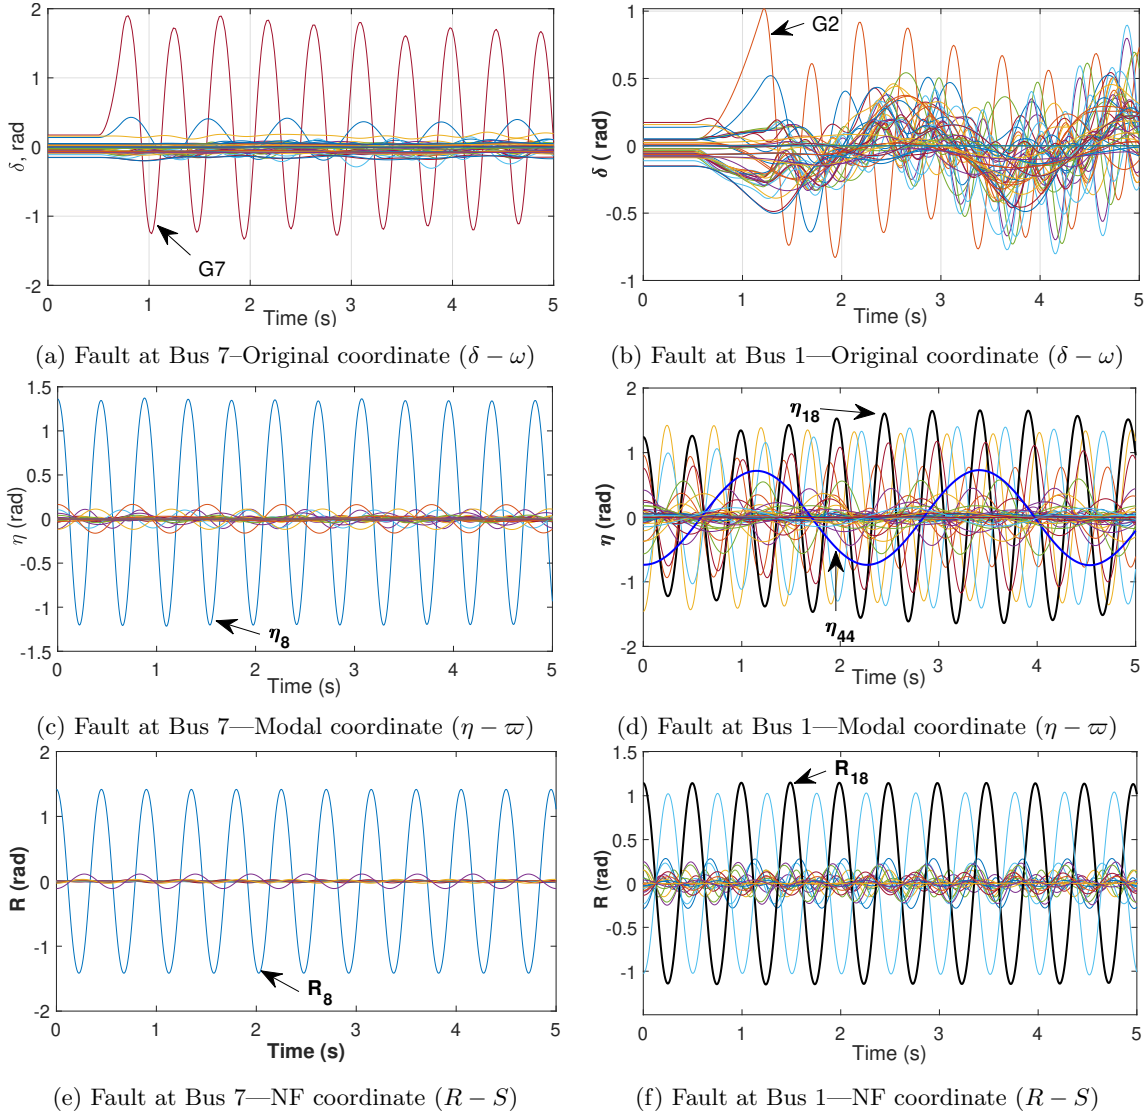 2
1
0
-1
-2
δ, rad
G7
0 1 2 3 4 5
Time (s)
(a) Fault at Bus 7–Original coordinate (δ − ω)
1
0.5
0
-0.5
-1
δ ( rad)
G2
0 1 2 3 4 5
Time (s)
(b) Fault at Bus 1—Original coordinate (δ − ω)
1.5
1
0.5
0
-0.5
-1
-1.5
η (rad)
η8
0 1 2 3 4 5
Time (s)
(c) Fault at Bus 7—Modal coordinate (η − ϖ)
2
1
0
-1
-2
η (rad)
η18
η44
0 1 2 3 4 5
Time (s)
(d) Fault at Bus 1—Modal coordinate (η − ϖ)
2
1
0
-1
-2
R (rad)
R8
0 1 2 3 4 5
Time (s)
(e) Fault at Bus 7—NF coordinate (R − S)
1.5
1
0.5
0
-0.5
-1
-1.5
R (rad)
R18
0 1 2 3 4 5
Time (s)
(f) Fault at Bus 1—NF coordinate (R − S)